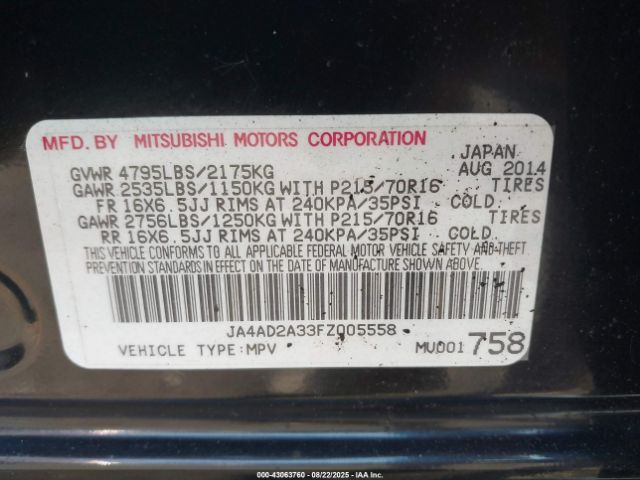 MFD. BY MITSUBISHI MOTORS CORPORATION
JAPAN
GVWR 4795LBS/2175KG AUG 2014
GAWR 2535LBS/1150KG WITH P215/70R16 TIRES
FR 16X6.5JJ RIMS AT 240KPA/35PSI COLD.
GAWR 2756LBS/1250KG WITH P215/70R16 TIRES
RR 16X6.5JJ RIMS AT 240KPA/35PSI COLD.
THIS VEHICLE CONFORMS TO ALL APPLICABLE FEDERAL MOTOR VEHICLE SAFETY AND THEFT
PREVENTION STANDARDS IN EFFECT ON THE DATE OF MANUFACTURE SHOWN ABOVE.
JA4AD2A33FZ005558
VEHICLE TYPE:MPV MU001 758
000-43063760 - 08/22/2025 - IAA Inc.